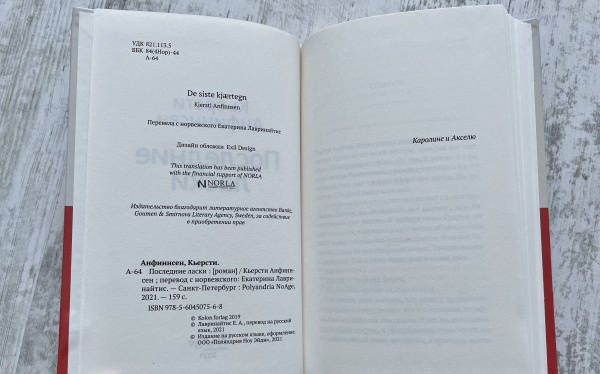 УДК 821.113.5
ББК 84(4Нор)-44
А-64
De siste kjærtegn
Kjersti Anfinnsen
Перевела с норвежского Екатерина Лавринайтис
Дизайн обложки Exil Design
This translation has been published
with the financial support of NORLA
NORLA
Издательство благодарит литературное агентство Banke,
Goumen & Smirnova Literary Agency, Sweden, за содействие
в приобретении прав
Анфиннсен, Кьерсти.
А-64 Последние ласки : [роман] / Кьерсти Анфинн-
сен ; перевод с норвежского: Екатерина Лаври-
найтис. — Санкт-Петербург : Polyandria NoAge,
2021. — 159 с.
ISBN 978-5-6045075-6-8
© Kolon forlag 2019
© Лавринайтис Е. А., перевод на русский
язык, 2021
© Издание на русском языке, оформление.
ООО «Поляндрия Ноу Эйдж», 2021
Каролине и Акселю